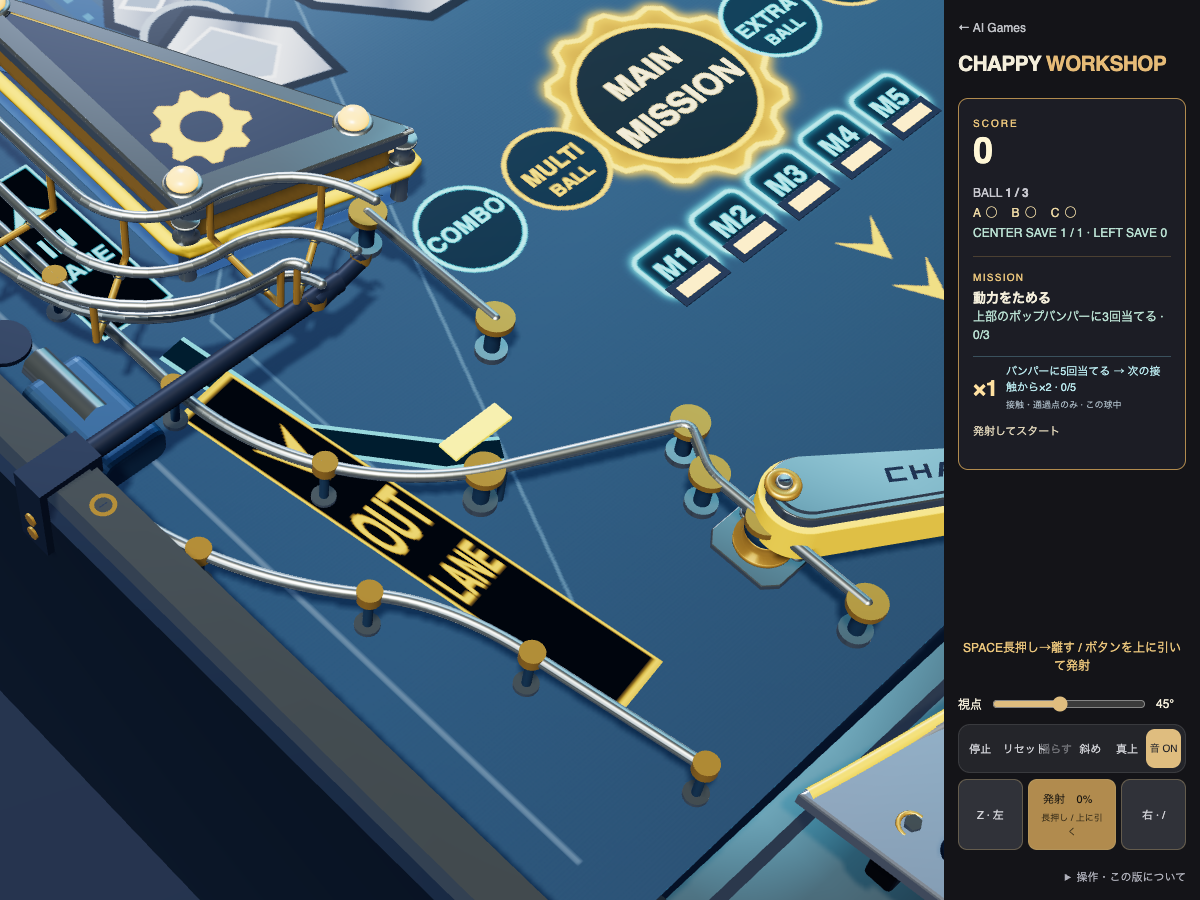 EXTRA
BALL
MAIN
MISSION
MULTI
BALL
COMBO
M1
M2
M3
M4
M5
OUT
LANE
← AI Games
CHAPPY WORKSHOP
SCORE
0
BALL 1 / 3
A ○ B ○ C ○
CENTER SAVE 1 / 1 · LEFT SAVE 0
MISSION
動力をためる
上部のポップバンパーに3回当てる ·
0/3
×1
バンパーに5回当てる → 次の接
触から×2 · 0/5
接触・通過点のみ・この球中
発射してスタート
SPACE長押し→離す / ボタンを上に引い
て発射
視点 45°
停止 リセット 揺らす 斜め 真上 音 ON
Z · 左
発射 0%
長押し / 上に引
く
右 · /
▶ 操作・この版について